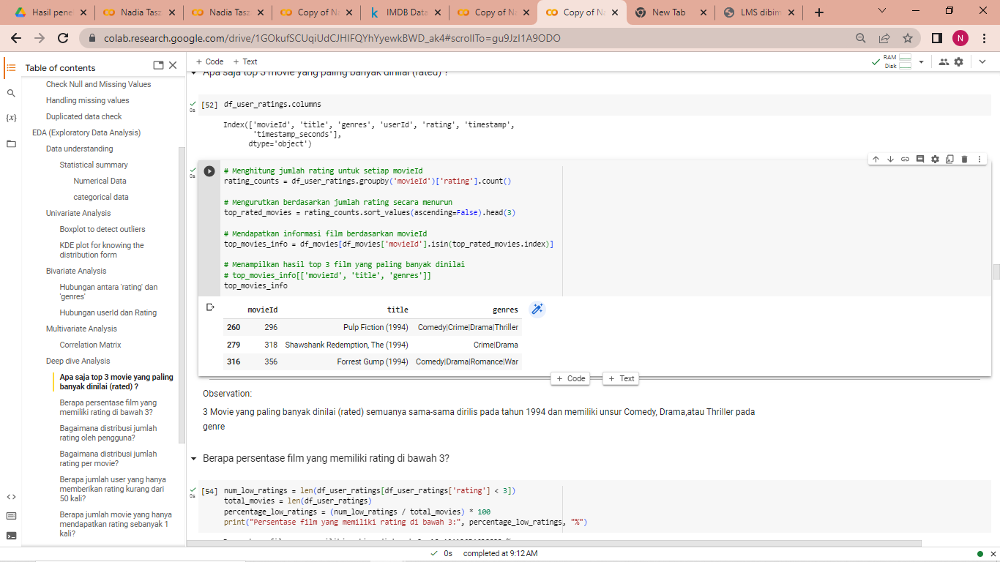 Hasil pene
Nadia Tasz
Nadia Tasz
Copy of Na
IMDB Data
Copy of Na
Copy of Na
New Tab
LMS dibim
colab.research.google.com/drive/1GOkufSCUqiUdCJHIFQYhYyewkBWD_ak4#scrollTo=gu9JzI1A9ODO
N
Table of contents
Check Null and Missing Values
Handling missing values
Duplicated data check
EDA (Exploratory Data Analysis)
Data understanding
Statistical summary
Numerical Data
categorical data
Univariate Analysis
Boxplot to detect outliers
KDE plot for knowing the
distribution form
Bivariate Analysis
Hubungan antara 'rating' dan
'genres'
Hubungan userId dan Rating
Multivariate Analysis
Correlation Matrix
Deep dive Analysis
Apa saja top 3 movie yang paling
banyak dinilai (rated) ?
Berapa persentase film yang
memiliki rating di bawah 3?
Bagaimana distribusi jumlah
rating oleh pengguna?
Bagaimana distribusi jumlah
rating per movie?
Berapa jumlah user yang hanya
memberikan rating kurang dari
50 kali?
Berapa jumlah movie yang hanya
mendapatkan rating sebanyak 1
kali?
+ Code + Text
RAM
Disk
Apa saja top 3 movie yang paling banyak dinilai (rated) ?
0s [52] df_user_ratings.columns
Index(['movieId', 'title', 'genres', 'userId', 'rating', 'timestamp',
'timestamp_seconds'],
dtype='object')
0s
# Menghitung jumlah rating untuk setiap movieId
rating_counts = df_user_ratings.groupby('movieId')['rating'].count()
# Mengurutkan berdasarkan jumlah rating secara menurun
top_rated_movies = rating_counts.sort_values(ascending=False).head(3)
# Mendapatkan informasi film berdasarkan movieId
top_movies_info = df_movies[df_movies['movieId'].isin(top_rated_movies.index)]
# Menampilkan hasil top 3 film yang paling banyak dinilai
# top_movies_info[['movieId', 'title', 'genres']]
top_movies_info
movieId title genres
260 296 Pulp Fiction (1994) Comedy|Crime|Drama|Thriller
279 318 Shawshank Redemption, The (1994) Crime|Drama
316 356 Forrest Gump (1994) Comedy|Drama|Romance|War
+ Code + Text
Observation:
3 Movie yang paling banyak dinilai (rated) semuanya sama-sama dirilis pada tahun 1994 dan memiliki unsur Comedy, Drama,atau Thriller pada
genre
Berapa persentase film yang memiliki rating di bawah 3?
0s [54] num_low_ratings = len(df_user_ratings[df_user_ratings['rating'] < 3])
total_movies = len(df_user_ratings)
percentage_low_ratings = (num_low_ratings / total_movies) * 100
print("Persentase film yang memiliki rating di bawah 3:", percentage_low_ratings, "%")
0s completed at 9:12 AM